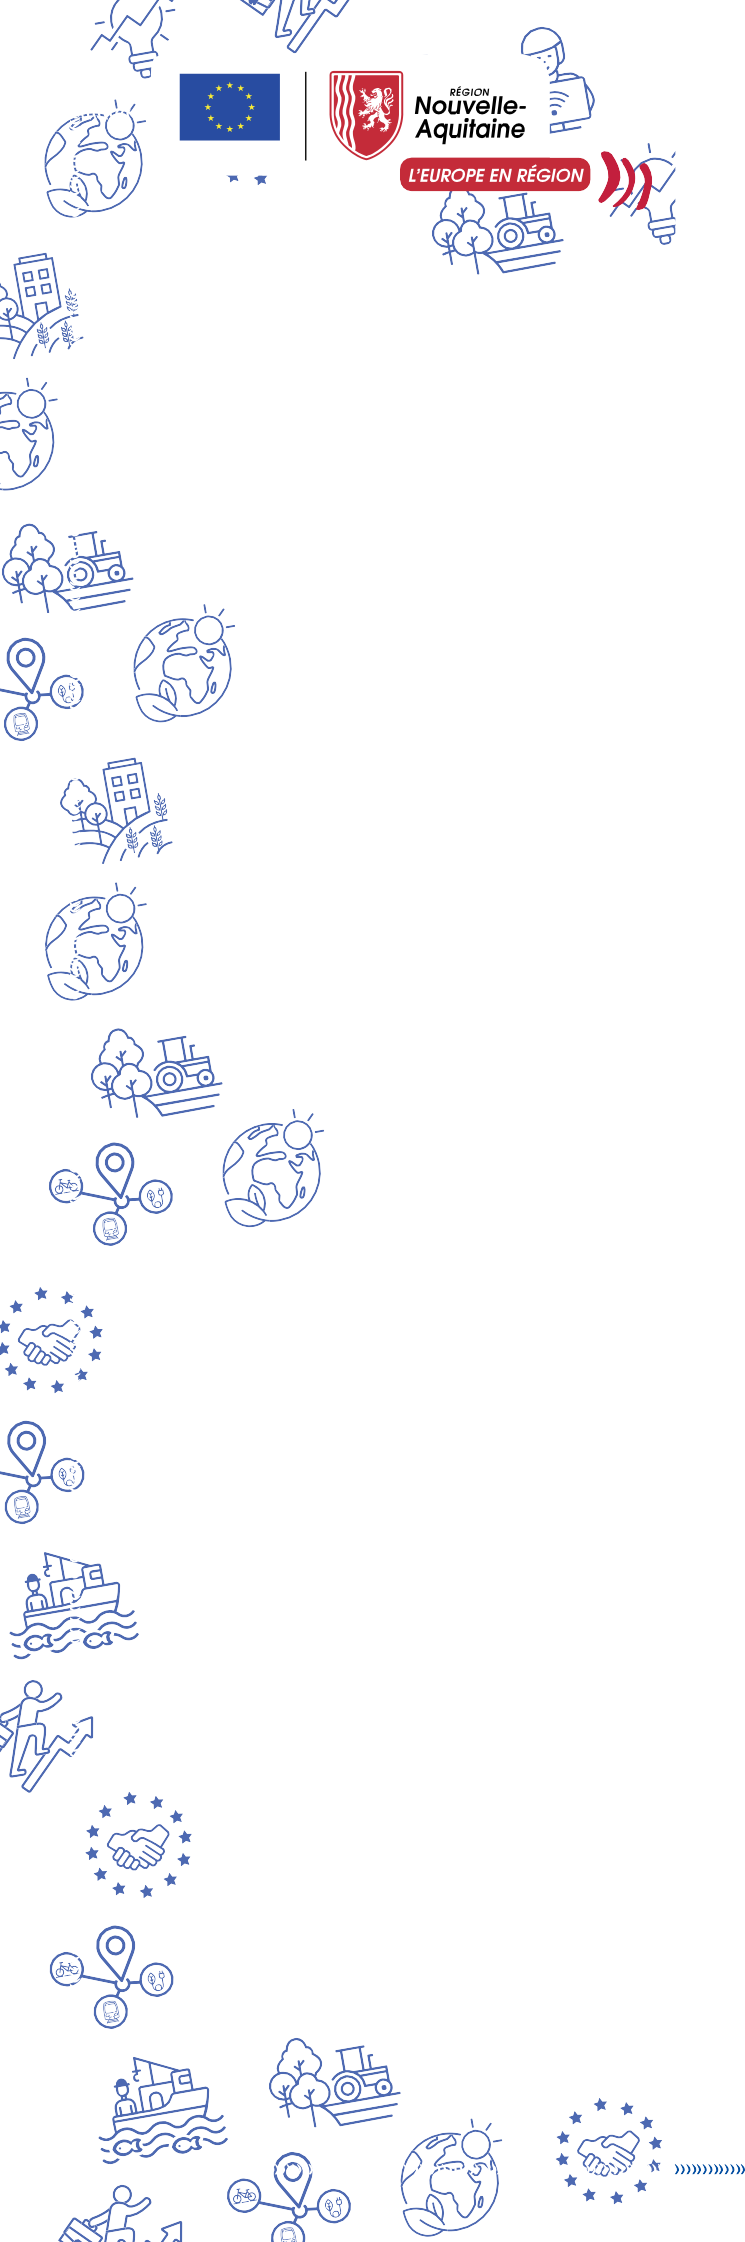 RÉGION
Nouvelle-
Aquitaine
L'EUROPE EN RÉGION